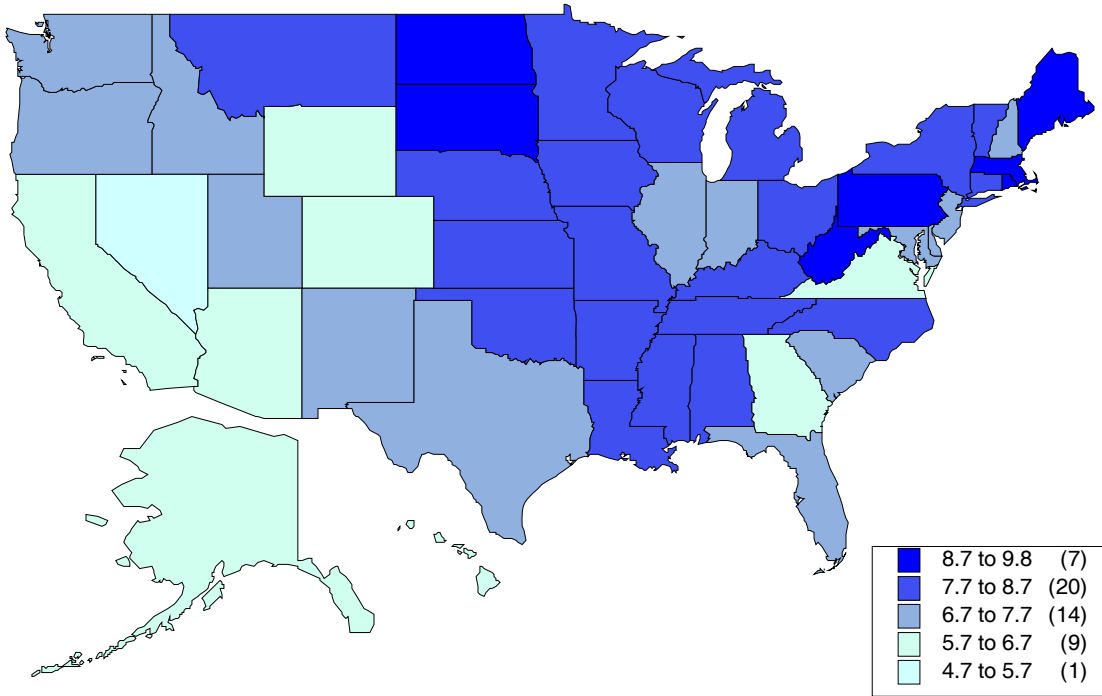 8.7 to 9.8 (7)
7.7 to 8.7 (20)
6.7 to 7.7 (14)
5.7 to 6.7 (9)
4.7 to 5.7 (1)